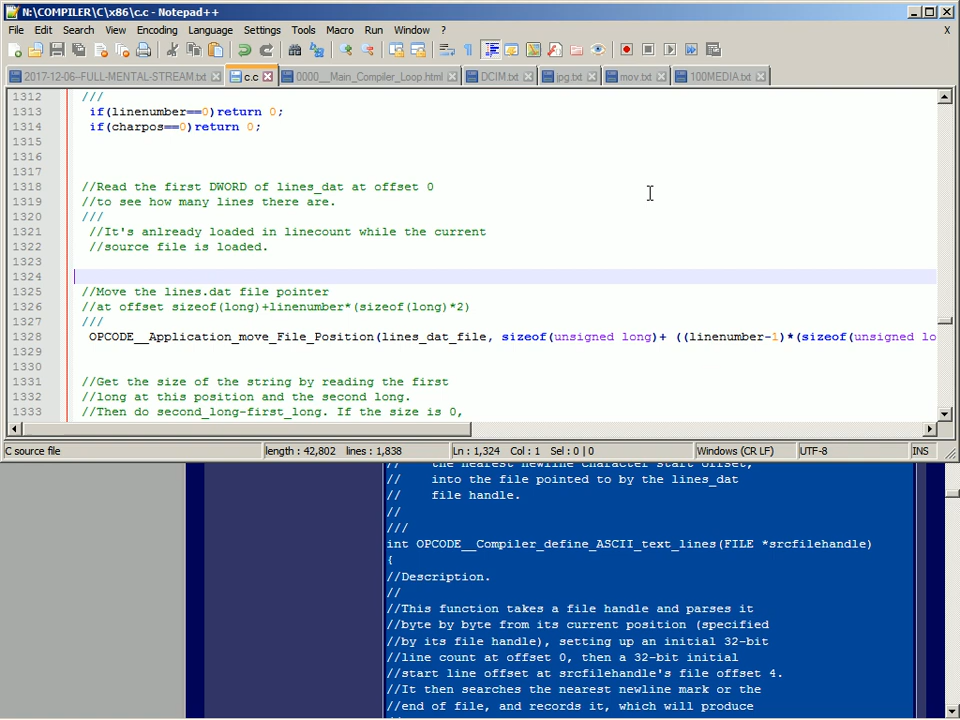 N:\COMPILER\C\x86\c.c - Notepad++
File Edit Search View Encoding Language Settings Tools Macro Run Window ? X
2017-12-06--FULL-MENTAL-STREAM.txt c.c 0000__Main_Compiler_Loop.html DCIM.txt jpg.txt mov.txt 100MEDIA.txt
1312 ///
1313 if(linenumber==0)return 0;
1314 if(charpos==0)return 0;
1315
1316
1317
1318 //Read the first DWORD of lines_dat at offset 0
1319 //to see how many lines there are.
1320 ///
1321 //It's anlready loaded in linecount while the current
1322 //source file is loaded.
1323
1324
1325 //Move the lines.dat file pointer
1326 //at offset sizeof(long)+linenumber*(sizeof(long)*2)
1327 ///
1328 OPCODE__Application_move_File_Position(lines_dat_file, sizeof(unsigned long)+ ((linenumber-1)*(sizeof(unsigned lo
1329
1330
1331 //Get the size of the string by reading the first
1332 //long at this position and the second long.
1333 //Then do second_long-first_long. If the size is 0,
C source file length : 42,802 lines : 1,838 Ln : 1,324 Col : 1 Sel : 0 | 0 Windows (CR LF) UTF-8 INS
// the nearest newline character start offset,
// into the file pointed to by the lines_dat
// file handle.
//
///
int OPCODE__Compiler_define_ASCII_text_lines(FILE *srcfilehandle)
{
//Description.
//
//This function takes a file handle and parses it
//byte by byte from its current position (specified
//by its file handle), setting up an initial 32-bit
//line count at offset 0, then a 32-bit initial
//start line offset at srcfilehandle's file offset 4.
//It then searches the nearest newline mark or the
//end of file, and records it, which will produce